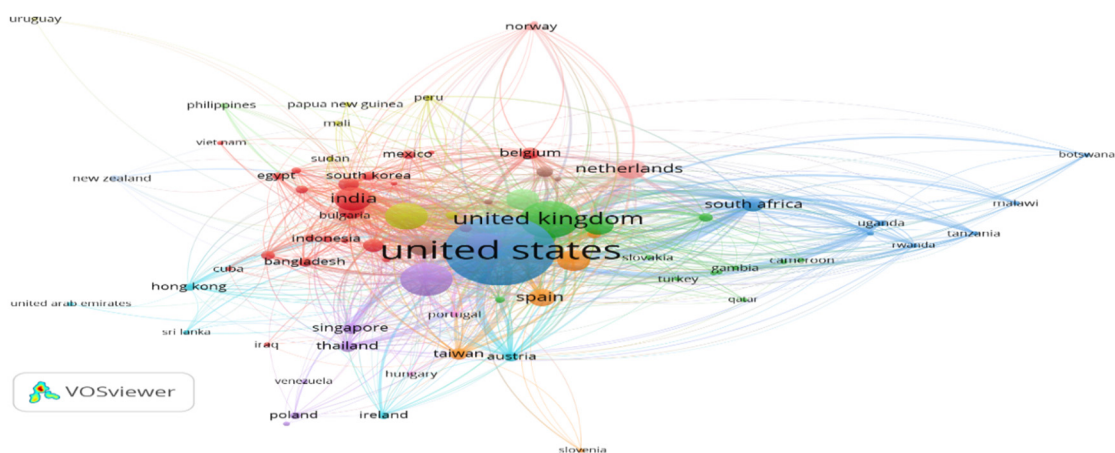 uruguay
norway
philippines
papua new guinea
peru
mali
vietnam
sudan
mexico
belgium
botswana
new zealand
egypt
south korea
netherlands
india
south africa
malawi
bulgaria
united kingdom
uganda
tanzania
indonesia
united states
rwanda
bangladesh
slovakia
cameroon
cuba
gambia
hong kong
turkey
united arab emirates
spain
qatar
portugal
singapore
sri lanka
iraq
thailand
taiwan
austria
venezuela
hungary
VOSviewer
poland
ireland
slovenia